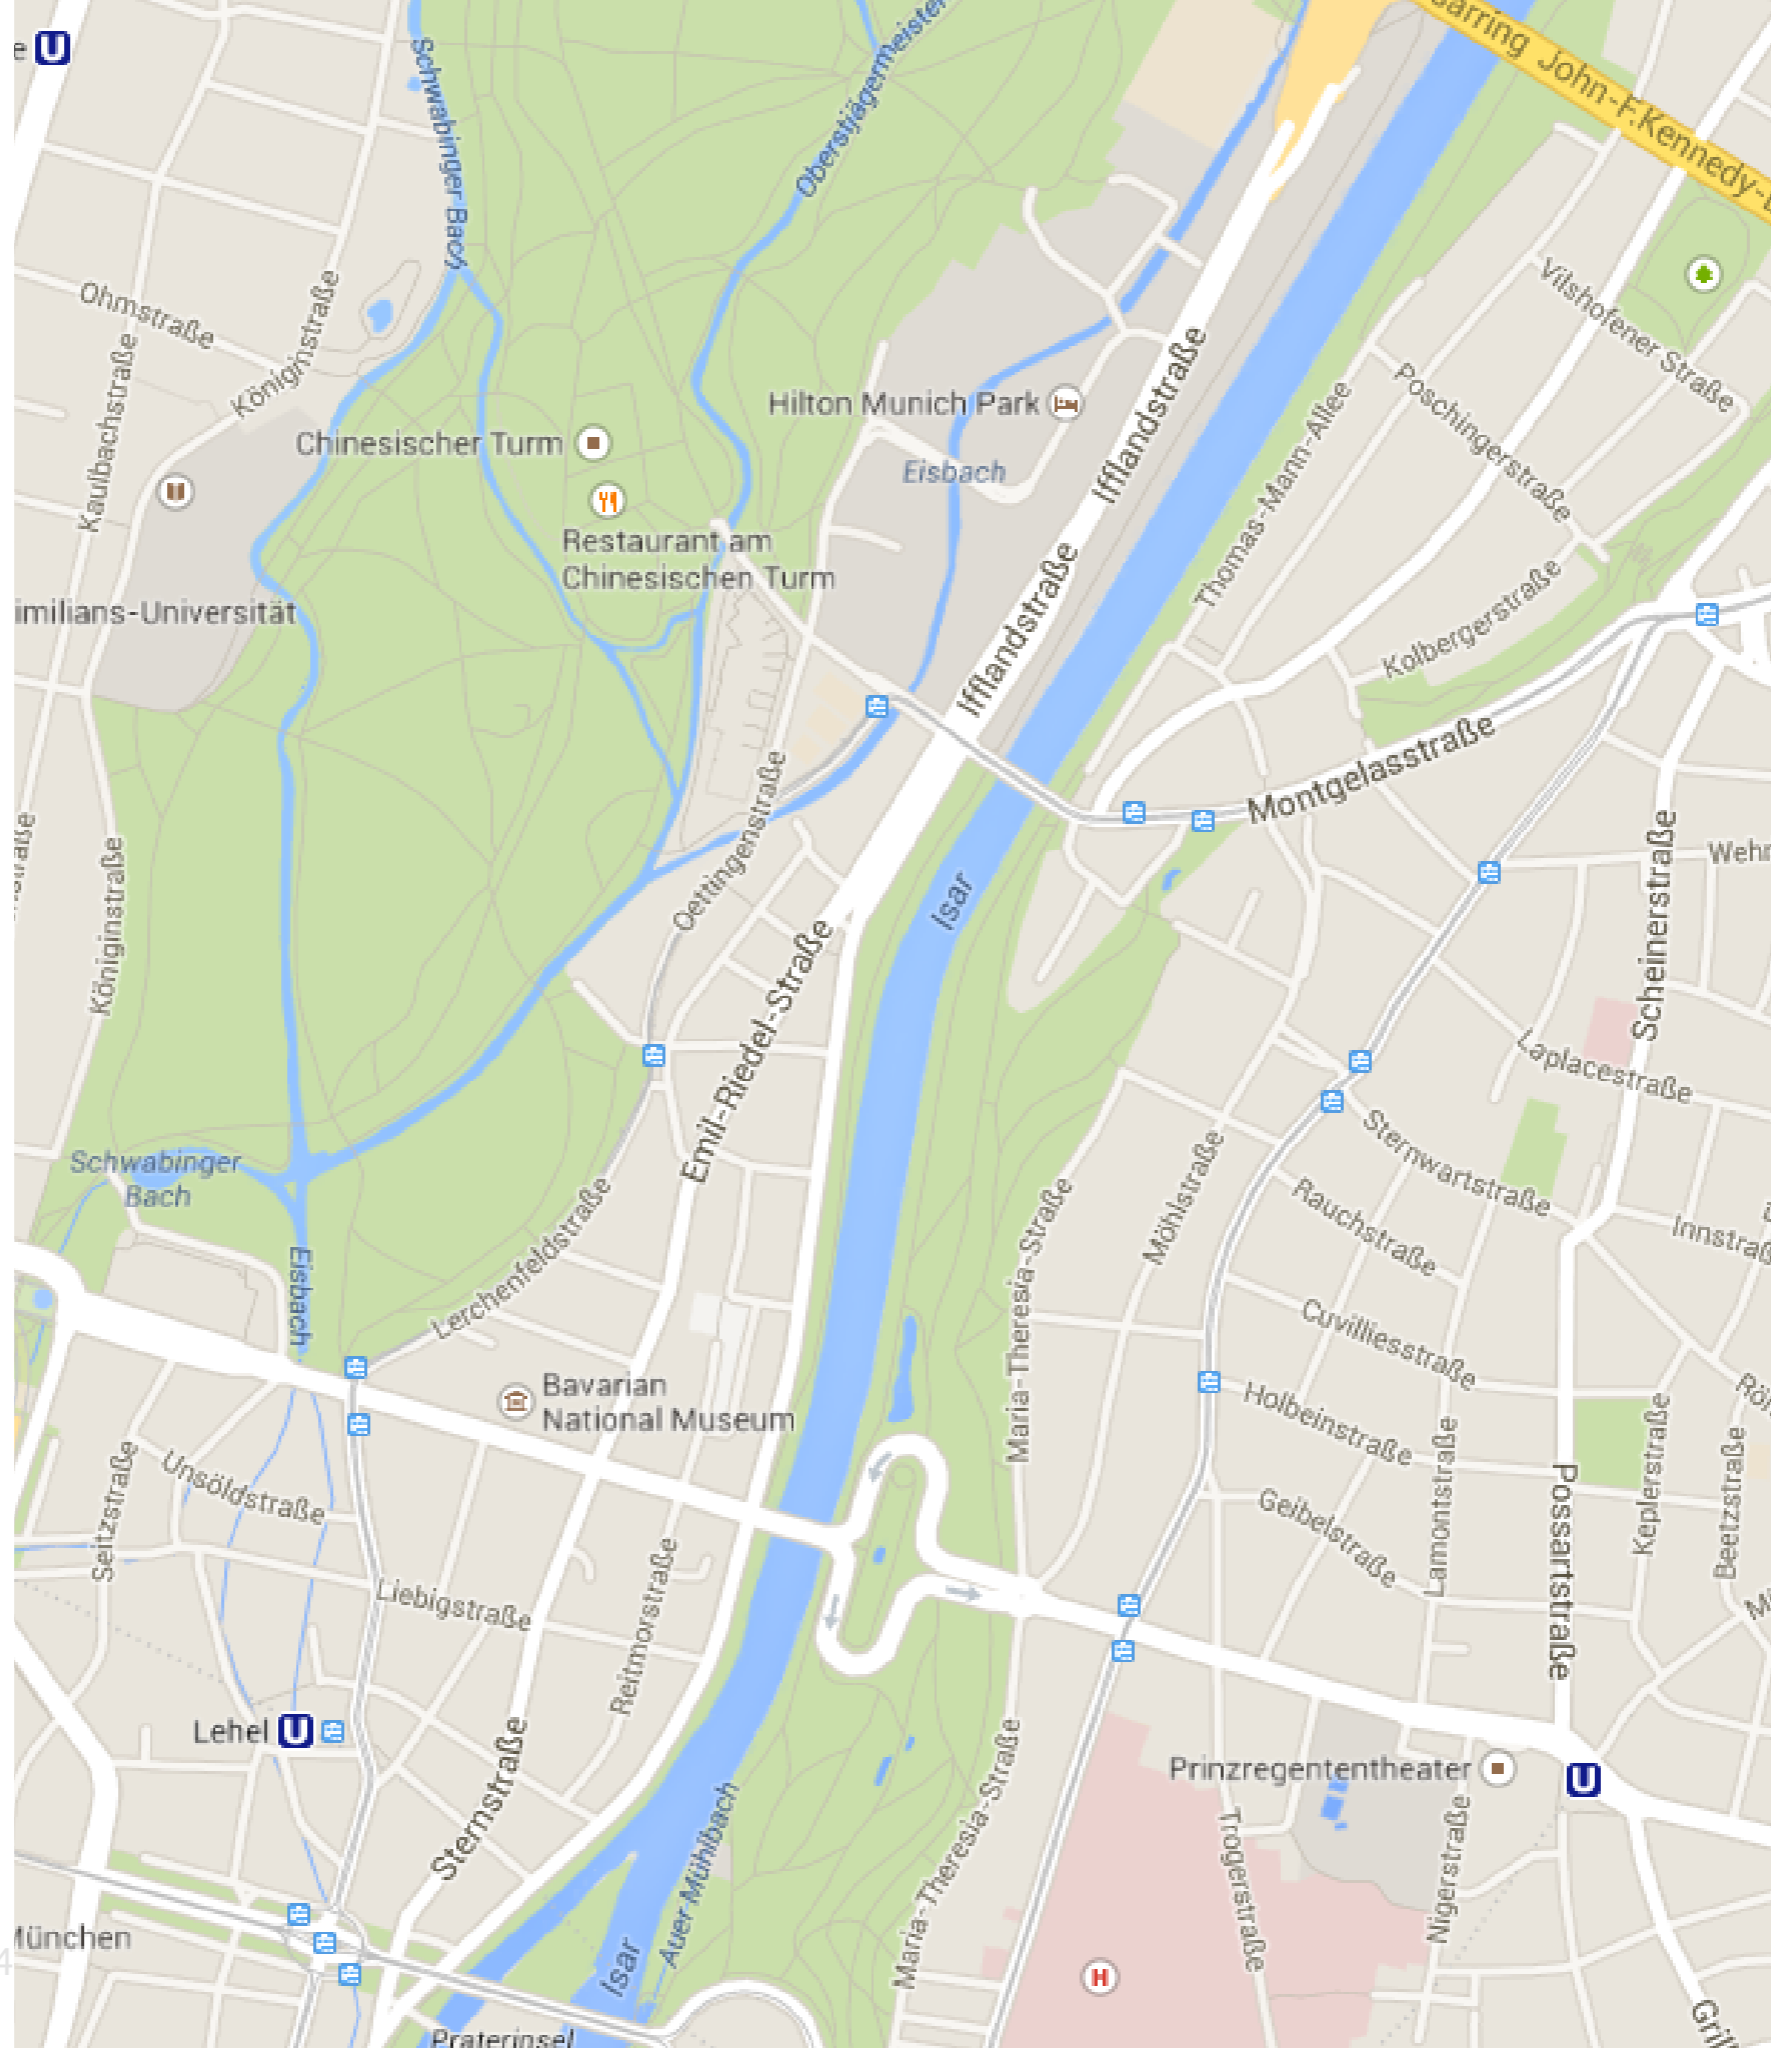 e
U
Schwabinger Bach
Oberstjägermeister
arring John-F.Kennedy-
Ohmstraße
Königinstraße
Kaulbachstraße
Chinesischer Turm
Restaurant am
Chinesischen Turm
Hilton Munich Park
Eisbach
Ifflandstraße
Ifflandstraße
Thomas-Mann-Allee
Vilshofener Straße
Poschingerstraße
Kolbergerstraße
Montgelasstraße
imilians-Universität
Königinstraße
Oettingenstraße
Isar
Emil-Riedel-Straße
Scheinerstraße
Wehr
Laplacestraße
Sternwartstraße
Rauchstraße
Innstraß
Möhlstraße
Maria-Theresia-Straße
Cuvilliesstraße
Holbeinstraße
Geibelstraße
Lamontstraße
Possartstraße
Keplerstraße
Beetzstraße
Schwabinger
Bach
Eisbach
Lerchenfeldstraße
Bavarian
National Museum
Unsöldstraße
Seitzstraße
Liebigstraße
Reitmorstraße
Lehel U
Sternstraße
Prinzregententheater
U
Trogerstraße
Nigerstraße
Maria-Theresia-Straße
Auer Mühlbach
Isar
H
München
Praterinsel